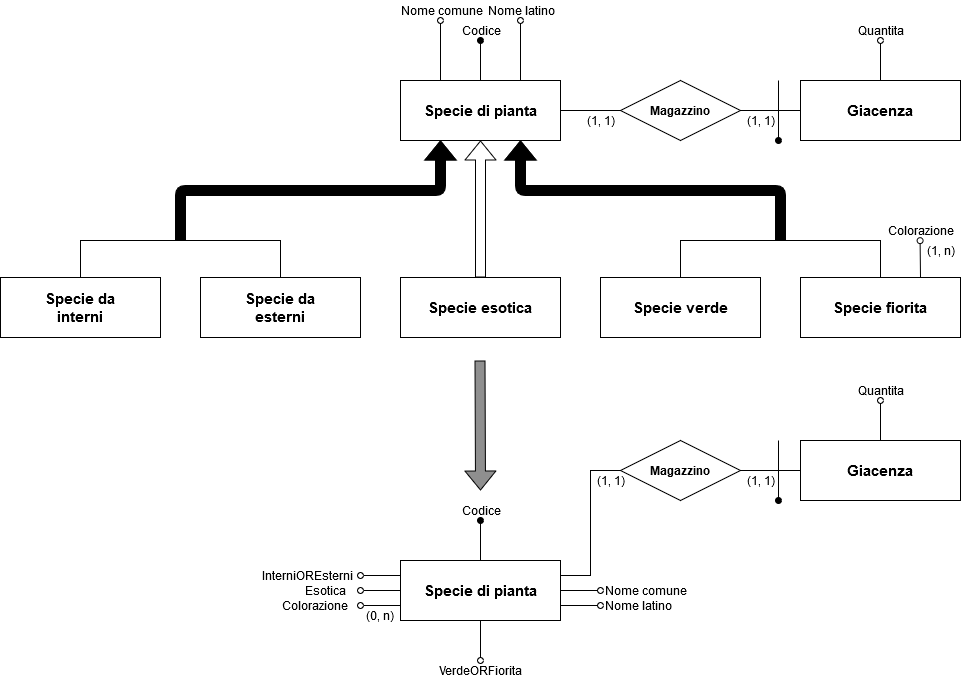 Nome comune Nome latino
Codice
Quantita
Specie di pianta
Magazzino
Giacenza
(1, 1)
(1, 1)
Colorazione
(1, n)
Specie da
interni
Specie da
esterni
Specie esotica
Specie verde
Specie fiorita
Quantita
Magazzino
Giacenza
(1, 1)
(1, 1)
Codice
InterniOREsterni
Esotica
Colorazione
(0, n)
Specie di pianta
Nome comune
Nome latino
VerdeORFiorita